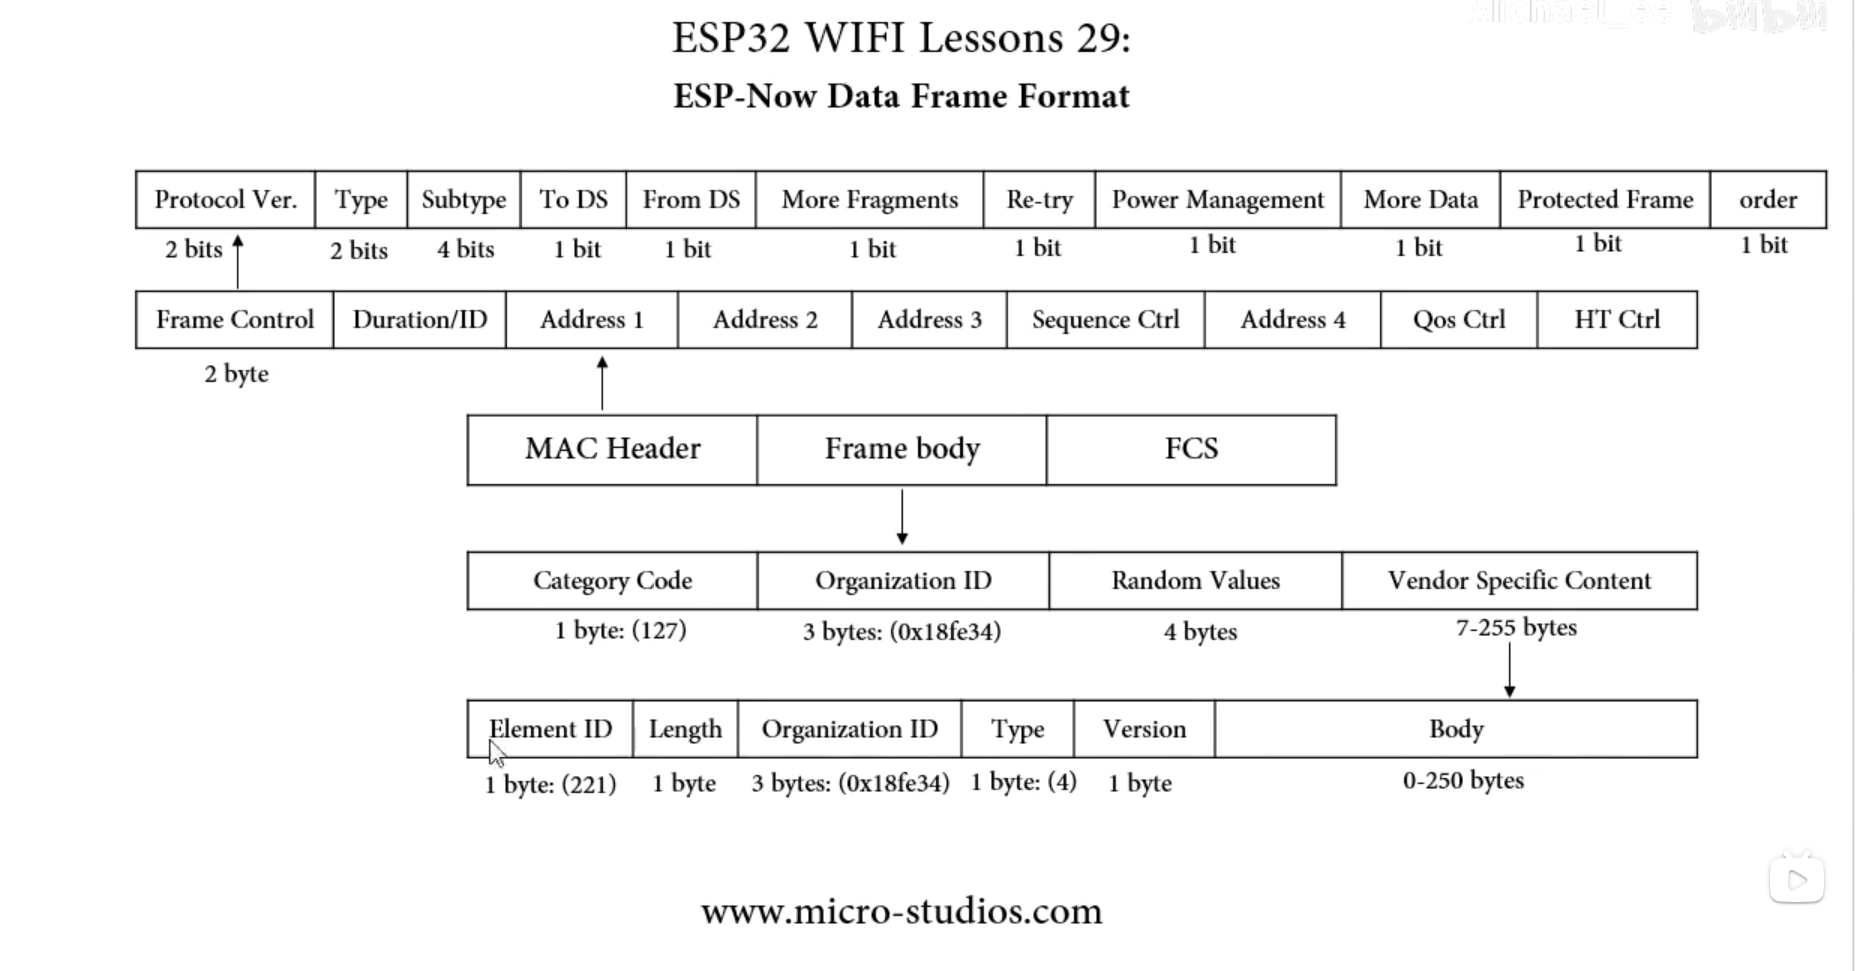 Michael_lee bilibili
ESP32 WIFI Lessons 29:
ESP-Now Data Frame Format
Protocol Ver. Type Subtype To DS From DS More Fragments Re-try Power Management More Data Protected Frame order
2 bits 2 bits 4 bits 1 bit 1 bit 1 bit 1 bit 1 bit 1 bit 1 bit 1 bit
Frame Control Duration/ID Address 1 Address 2 Address 3 Sequence Ctrl Address 4 Qos Ctrl HT Ctrl
2 byte
MAC Header Frame body FCS
Category Code Organization ID Random Values Vendor Specific Content
1 byte: (127) 3 bytes: (0x18fe34) 4 bytes 7-255 bytes
Element ID Length Organization ID Type Version Body
1 byte: (221) 1 byte 3 bytes: (0x18fe34) 1 byte: (4) 1 byte 0-250 bytes
www.micro-studios.com